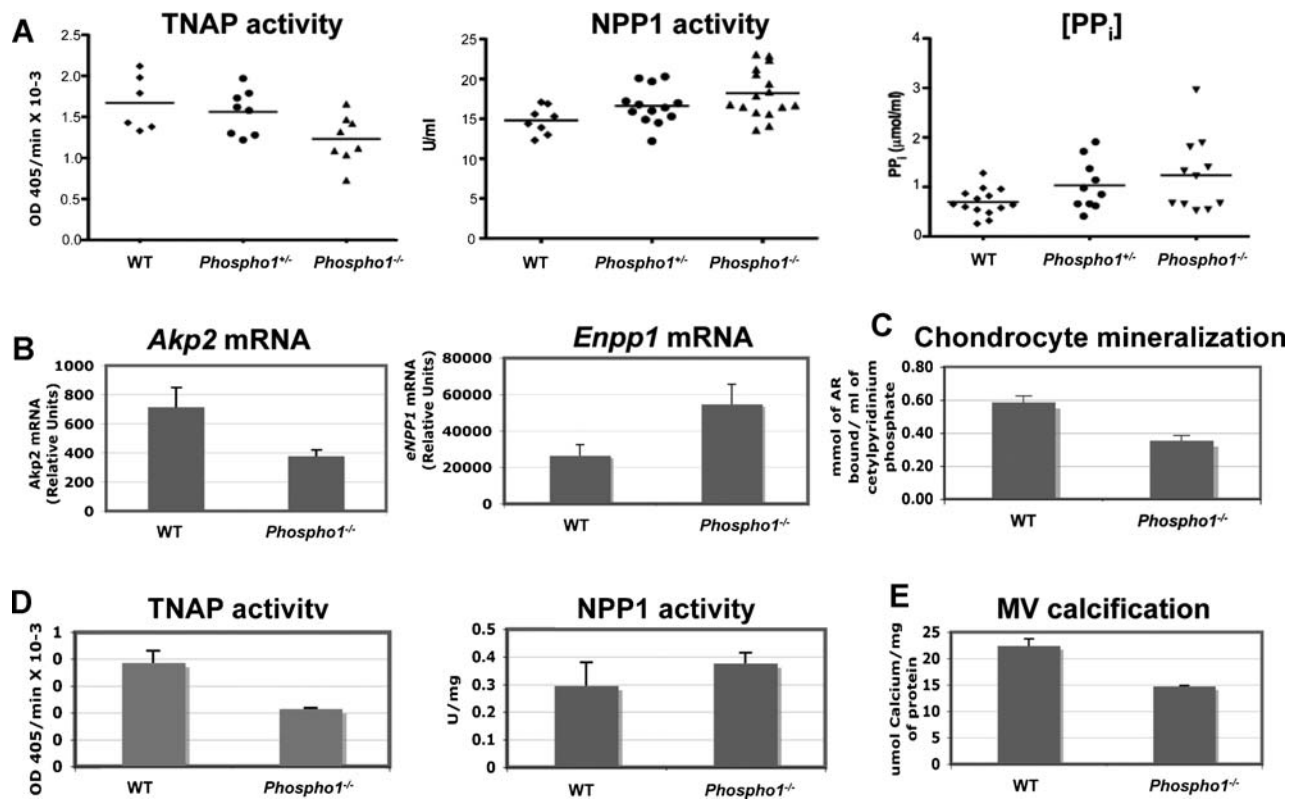 A
TNAP activity
OD 405/min X 10-3
2.5
2.0
1.5
1.0
0.5
0.0
WT
Phospho1+/-
Phospho1-/-
NPP1 activity
U/ml
25
20
15
10
5
0
WT
Phospho1+/-
Phospho1-/-
[PPi]
PPi (μmol/ml)
4
3
2
1
0
WT
Phospho1+/-
Phospho1-/-
B
Akp2 mRNA
Akp2 mRNA
(Relative Units)
1000
800
600
400
200
0
WT
Phospho1-/-
Enpp1 mRNA
eNPP1 mRNA
(Relative Units)
80000
60000
40000
20000
0
WT
Phospho1-/-
C
Chondrocyte mineralization
mmol of AR
bound/ ml of
cetylpyridinium
phosphate
0.80
0.60
0.40
0.20
0.00
WT
Phospho1-/-
D
TNAP activity
OD 405/min X 10-3
1
0
0
0
0
0
WT
Phospho1-/-
NPP1 activity
U/mg
0.5
0.4
0.3
0.2
0.1
0
WT
Phospho1-/-
E
MV calcification
umol Calcium/mg
of protein
25
20
15
10
5
0
WT
Phospho1-/-